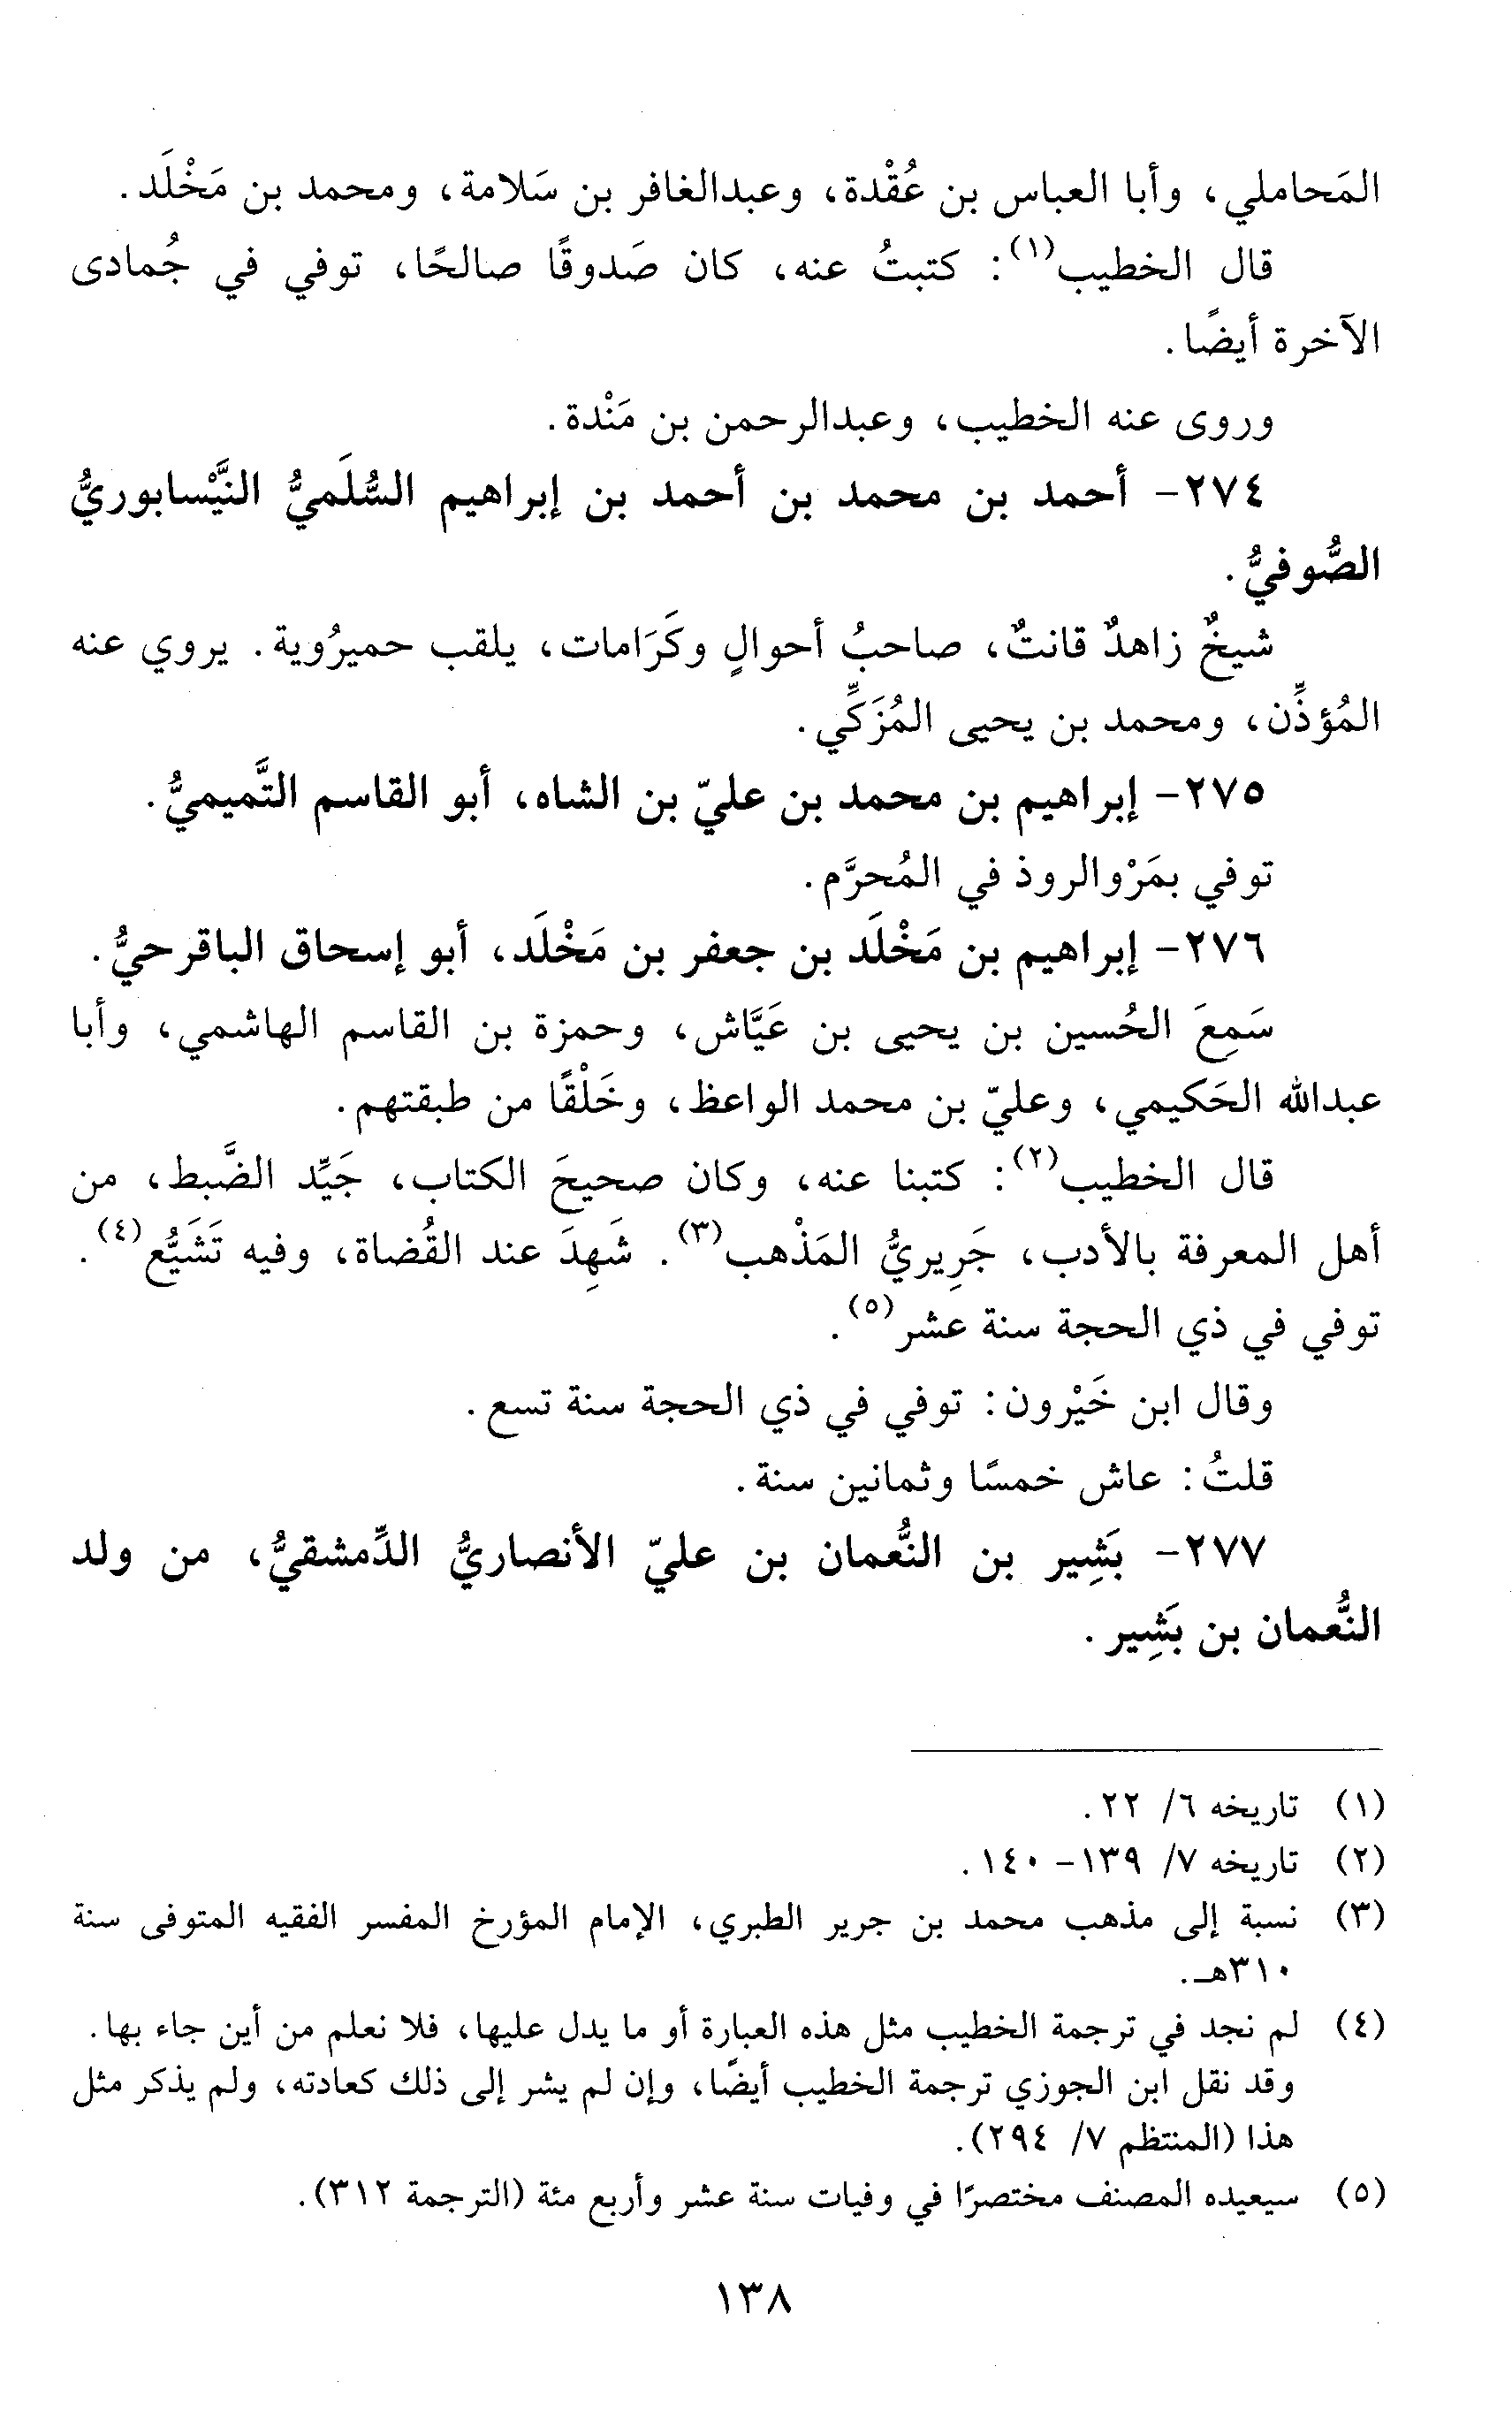 المَحاملي، وأبا العباس بن عُقْدة، وعبدالغافر بن سَلامة، ومحمد بن مَخْلَد.
قال الخطيب(١): كتبتُ عنه، كان صَدوقًا صالحًا، توفي في جُمادى
الآخرة أيضًا.
وروى عنه الخطيب، وعبدالرحمن بن مَنْدة.
٢٧٤- أحمد بن محمد بن أحمد بن إبراهيم السُّلَميُّ النَّيْسابوريُّ
الصُّوفيُّ.
شيخٌ زاهدٌ قانتٌ، صاحبُ أحوالٍ وكَرَامات، يلقب حميرُوية. يروي عنه
المُؤذِّن، ومحمد بن يحيى المُزَكِّي.
٢٧٥- إبراهيم بن محمد بن عليّ بن الشاه، أبو القاسم التَّميميُّ.
توفي بمَرْوالروذ في المُحرَّم.
٢٧٦- إبراهيم بن مَخْلَد بن جعفر بن مَخْلَد، أبو إسحاق الباقرحيُّ.
سَمِعَ الحُسين بن يحيى بن عَيَّاش، وحمزة بن القاسم الهاشمي، وأبا
عبدالله الحَكيمي، وعليّ بن محمد الواعظ، وخَلْقًا من طبقتهم.
قال الخطيب(٢): كتبنا عنه، وكان صحيحَ الكتاب، جَيِّد الضَّبط، من
أهل المعرفة بالأدب، جَرِيريُّ المَذْهب(٣). شَهِدَ عند القُضاة، وفيه تَشَيُّع(٤).
توفي في ذي الحجة سنة عشر(٥).
وقال ابن خَيْرون: توفي في ذي الحجة سنة تسع.
قلتُ: عاش خمسًا وثمانين سنة.
٢٧٧- بَشِير بن النُّعمان بن عليّ الأنصاريُّ الدِّمشقيُّ، من ولد
النُّعمان بن بَشِير.
(١) تاريخه ٦/ ٢٢.
(٢) تاريخه ٧/ ١٣٩- ١٤٠.
(٣) نسبة إلى مذهب محمد بن جرير الطبري، الإمام المؤرخ المفسر الفقيه المتوفى سنة
٣١٠هـ.
(٤) لم نجد في ترجمة الخطيب مثل هذه العبارة أو ما يدل عليها، فلا نعلم من أين جاء بها.
وقد نقل ابن الجوزي ترجمة الخطيب أيضًا، وإن لم يشر إلى ذلك كعادته، ولم يذكر مثل
هذا (المنتظم ٧/ ٢٩٤).
(٥) سيعيده المصنف مختصرًا في وفيات سنة عشر وأربع مئة (الترجمة ٣١٢).
١٣٨